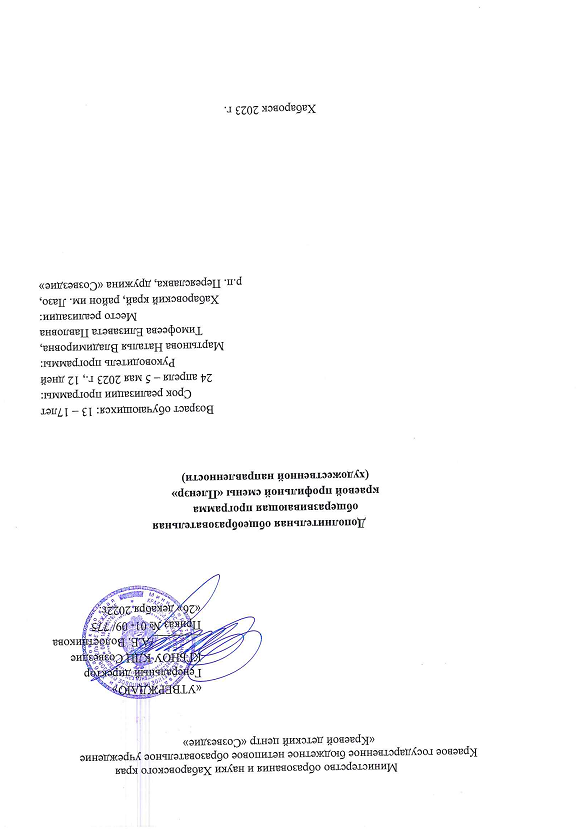 Министерство образования и науки Хабаровского края
Краевое государственное бюджетное нетиповое образовательное учреждение
«Краевой детский центр «Созвездие»
«УТВЕРЖДАЮ»
Генеральный директор
КГБНОУ КДЦ Созвездие
А.Е. Волостникова
Приказ № 01- 09/ 775
«26» декабря 2022г.
Дополнительная общеобразовательная
общеразвивающая программа
краевой профильной смены «Пленэр»
(художественной направленности)
Возраст обучающихся: 13 – 17лет
Срок реализации программы:
24 апреля – 5 мая 2023 г., 12 дней
Руководитель программы:
Мартынова Наталья Владимировна,
Тимофеева Елизавета Павловна
Место реализации:
Хабаровский край, район им. Лазо,
р.п. Переяславка, дружина «Созвездие»
Хабаровск 2023 г.